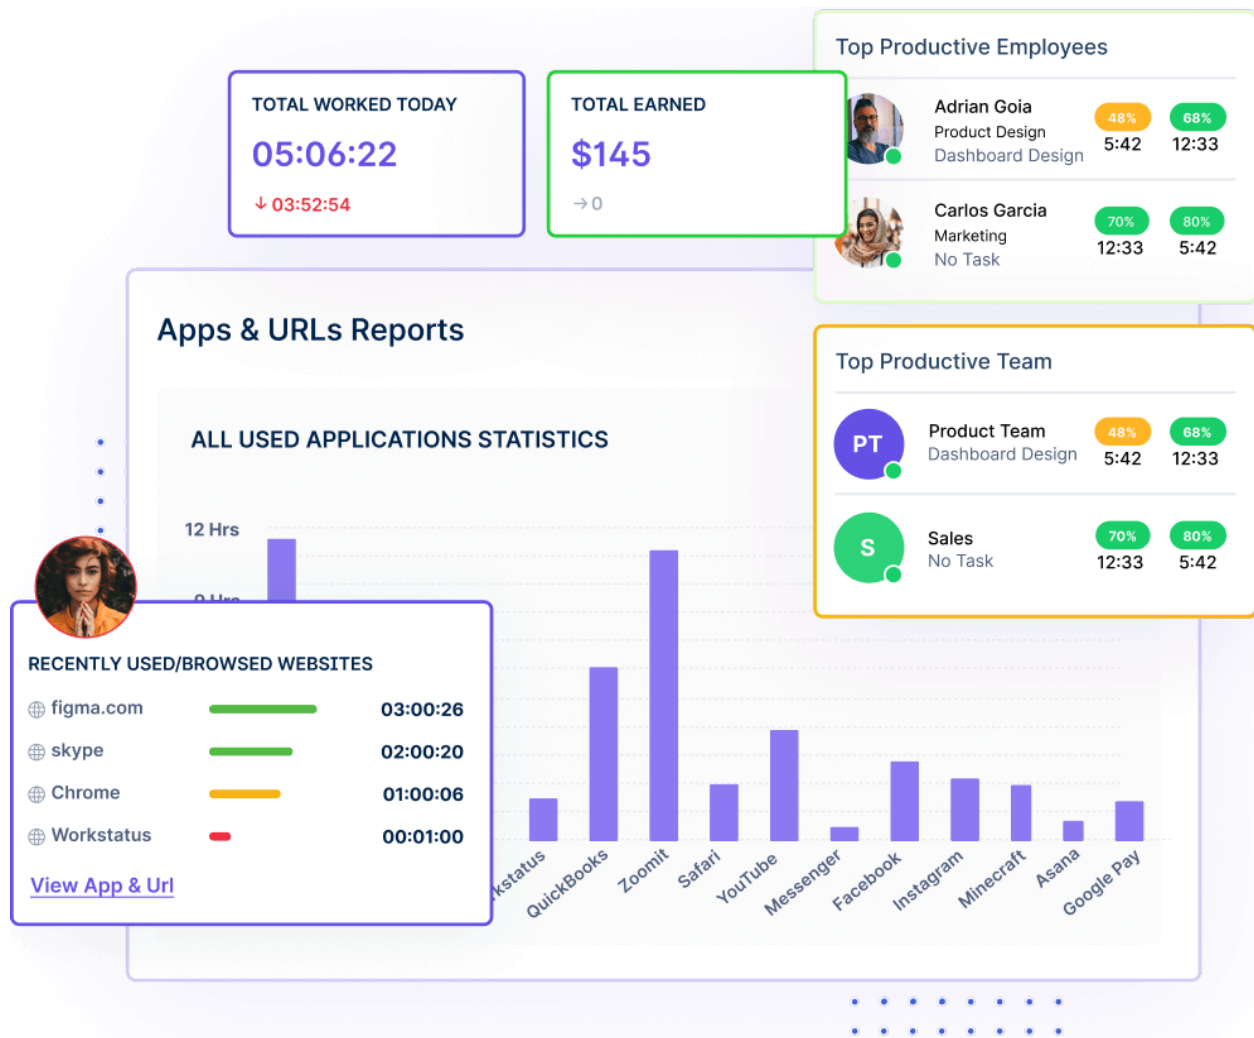 Top Productive Employees
TOTAL WORKED TODAY
05:06:22
↓ 03:52:54
TOTAL EARNED
$145
→ 0
Adrian Goia
Product Design
Dashboard Design
48%
5:42
68%
12:33
Carlos Garcia
Marketing
No Task
70%
12:33
80%
5:42
Apps & URLs Reports
ALL USED APPLICATIONS STATISTICS
12 Hrs
9 Hrs
Top Productive Team
PT
Product Team
Dashboard Design
48%
5:42
68%
12:33
S
Sales
No Task
70%
12:33
80%
5:42
RECENTLY USED/BROWSED WEBSITES
figma.com 03:00:26
skype 02:00:20
Chrome 01:00:06
Workstatus 00:01:00
View App & Url
rkstatus
QuickBooks
Zoomit
Safari
YouTube
Messenger
Facebook
Instagram
Minecraft
Asana
Google Pay